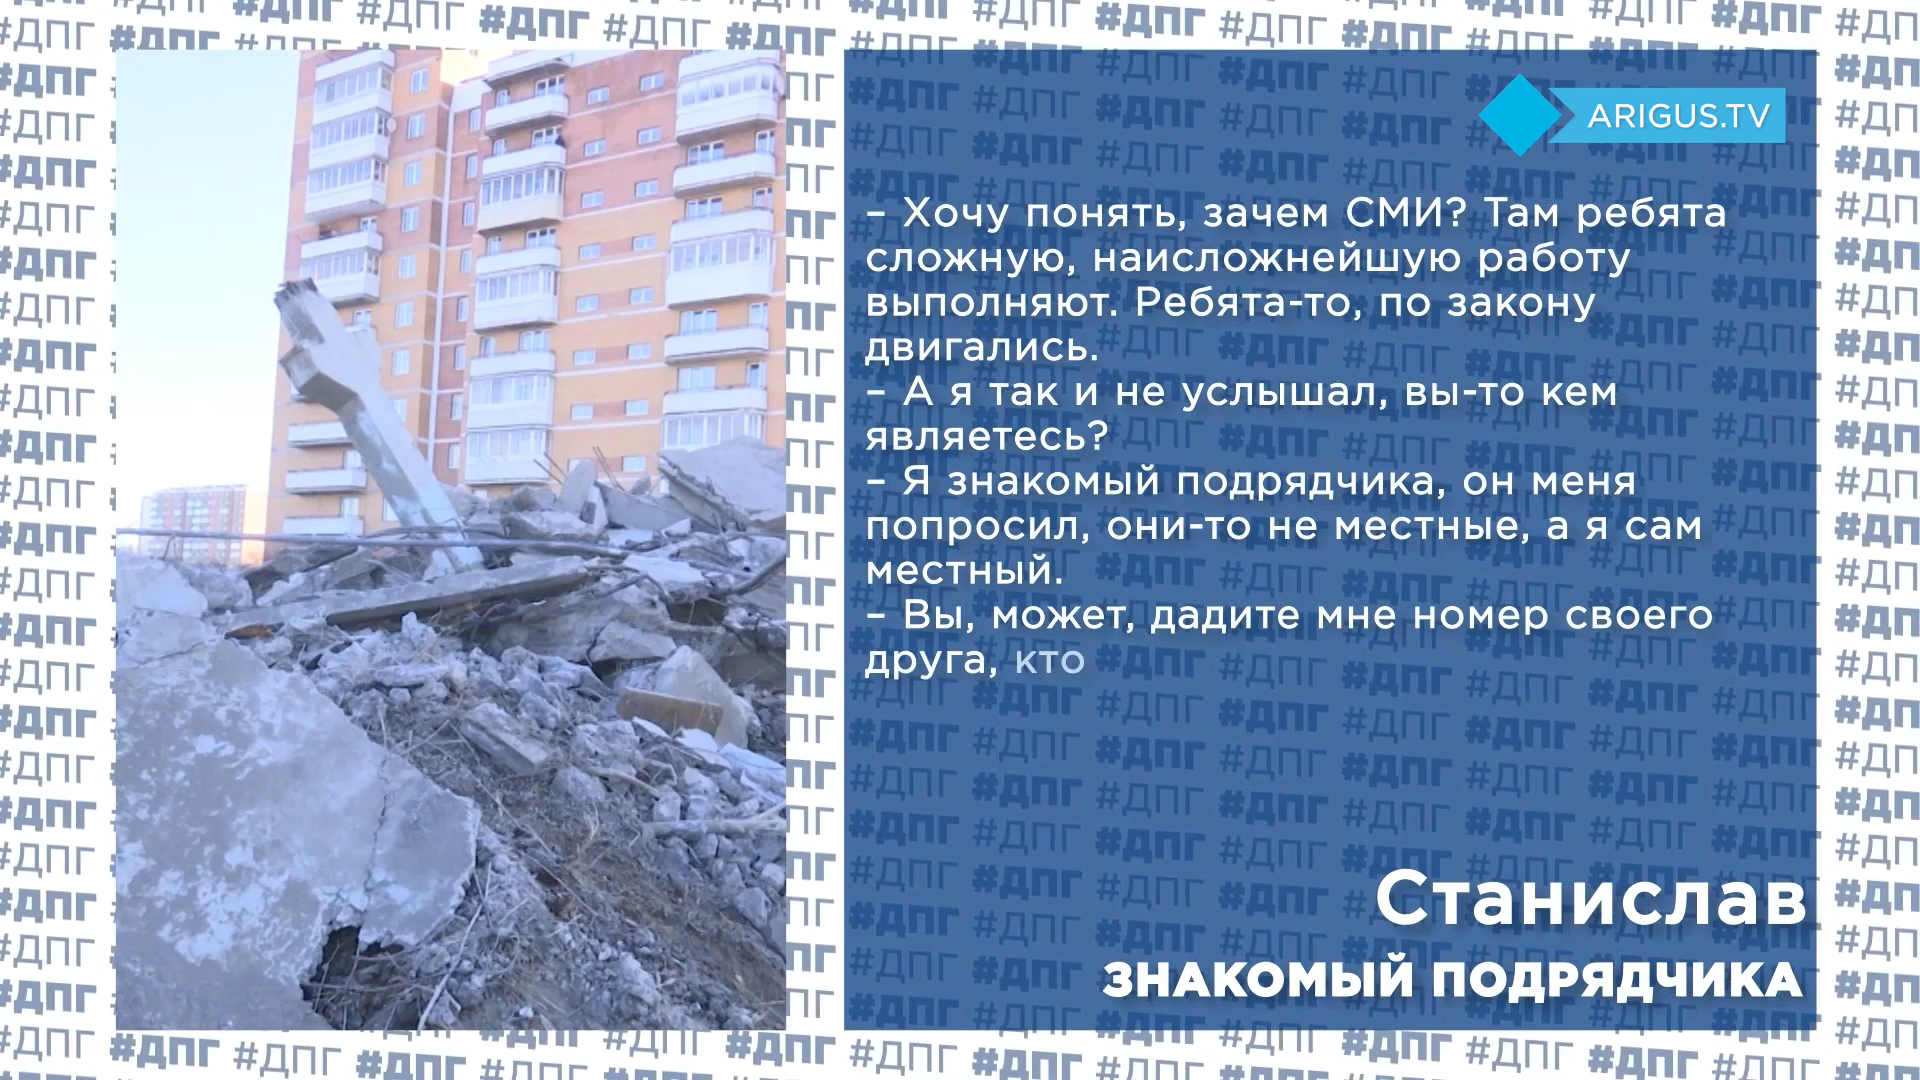 ARIGUS.TV
– Хочу понять, зачем СМИ? Там ребята
сложную, наисложнейшую работу
выполняют. Ребята-то, по закону
двигались.
– А я так и не услышал, вы-то кем
являетесь?
– Я знакомый подрядчика, он меня
попросил, они-то не местные, а я сам
местный.
– Вы, может, дадите мне номер своего
друга, кто
Станислав
ЗНАКОМЫЙ ПОДРЯДЧИКА
#ДПГ